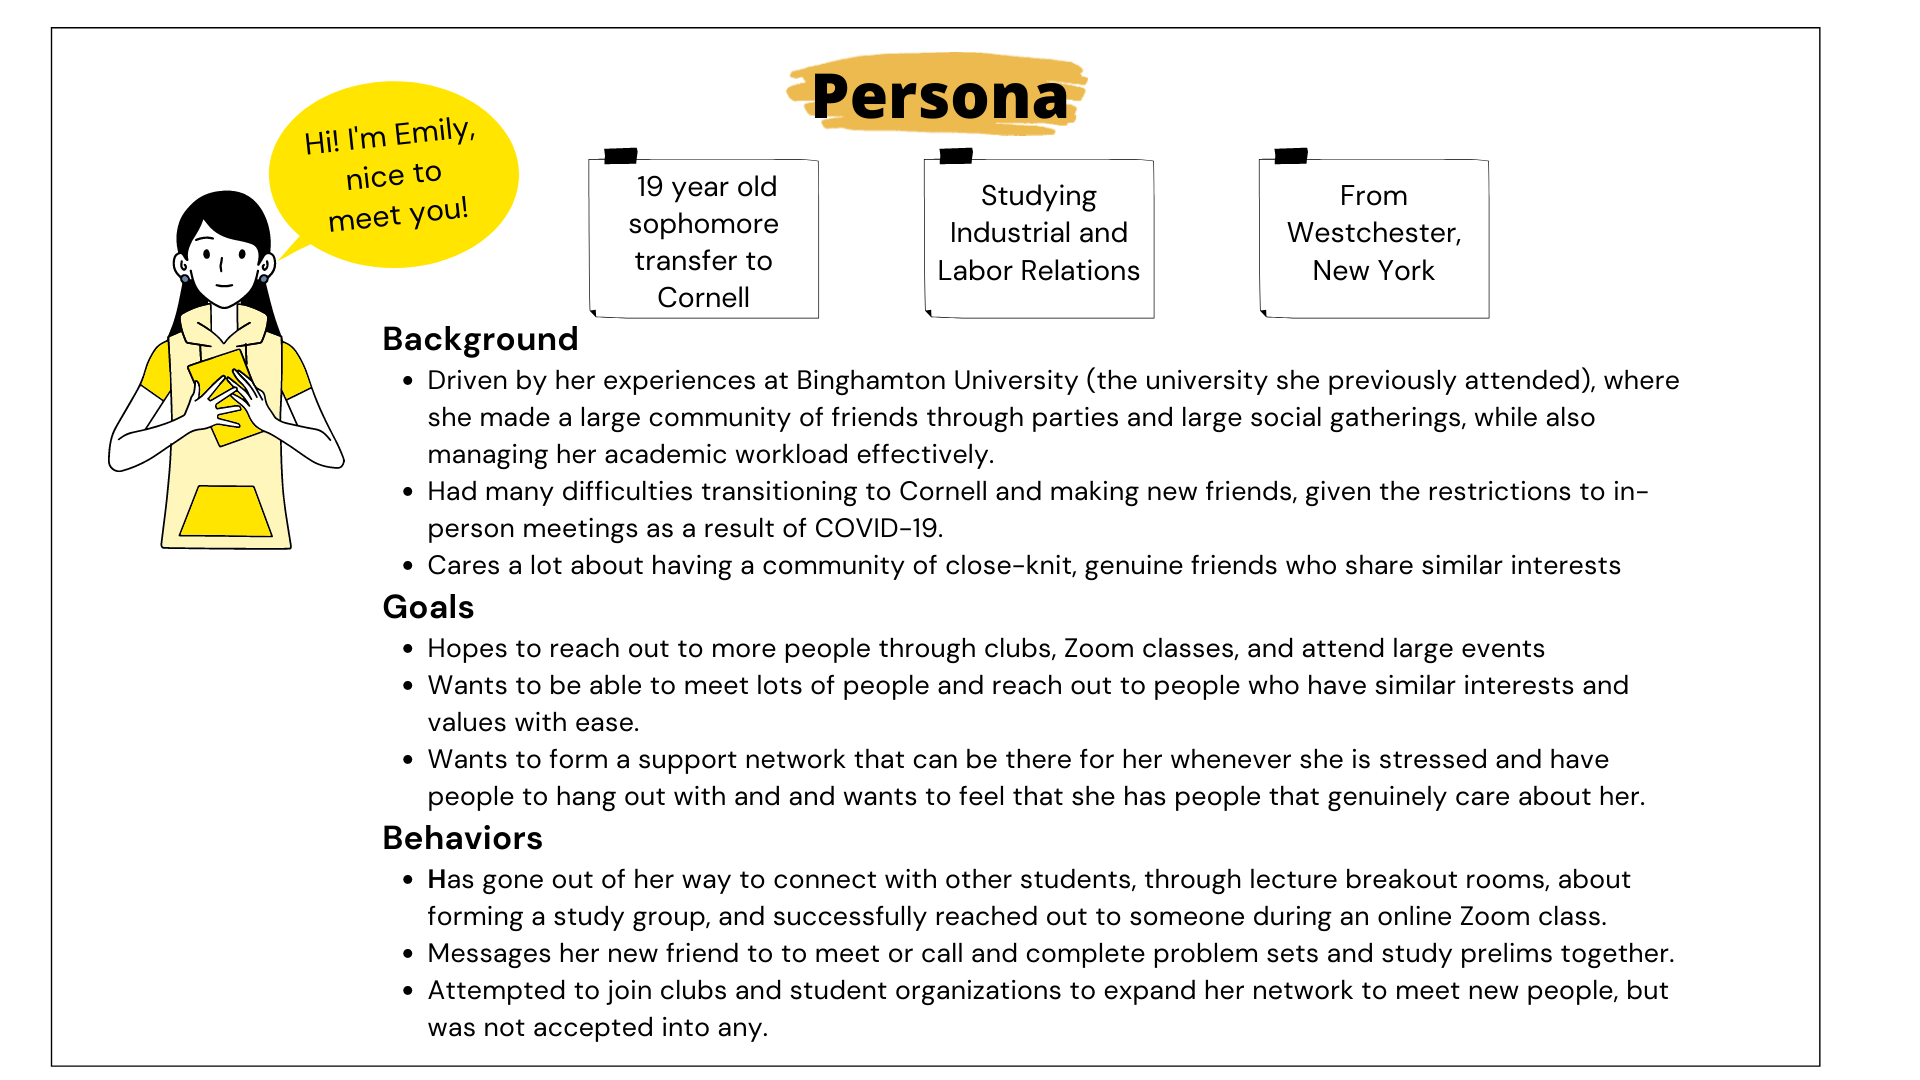 Persona
Hi! I'm Emily,
nice to
meet you!
19 year old
sophomore
transfer to
Cornell
Studying
Industrial and
Labor Relations
From
Westchester,
New York
Background
• Driven by her experiences at Binghamton University (the university she previously attended), where
she made a large community of friends through parties and large social gatherings, while also
managing her academic workload effectively.
• Had many difficulties transitioning to Cornell and making new friends, given the restrictions to in-
person meetings as a result of COVID-19.
• Cares a lot about having a community of close-knit, genuine friends who share similar interests
Goals
• Hopes to reach out to more people through clubs, Zoom classes, and attend large events
• Wants to be able to meet lots of people and reach out to people who have similar interests and
values with ease.
• Wants to form a support network that can be there for her whenever she is stressed and have
people to hang out with and and wants to feel that she has people that genuinely care about her.
Behaviors
• Has gone out of her way to connect with other students, through lecture breakout rooms, about
forming a study group, and successfully reached out to someone during an online Zoom class.
• Messages her new friend to to meet or call and complete problem sets and study prelims together.
• Attempted to join clubs and student organizations to expand her network to meet new people, but
was not accepted into any.